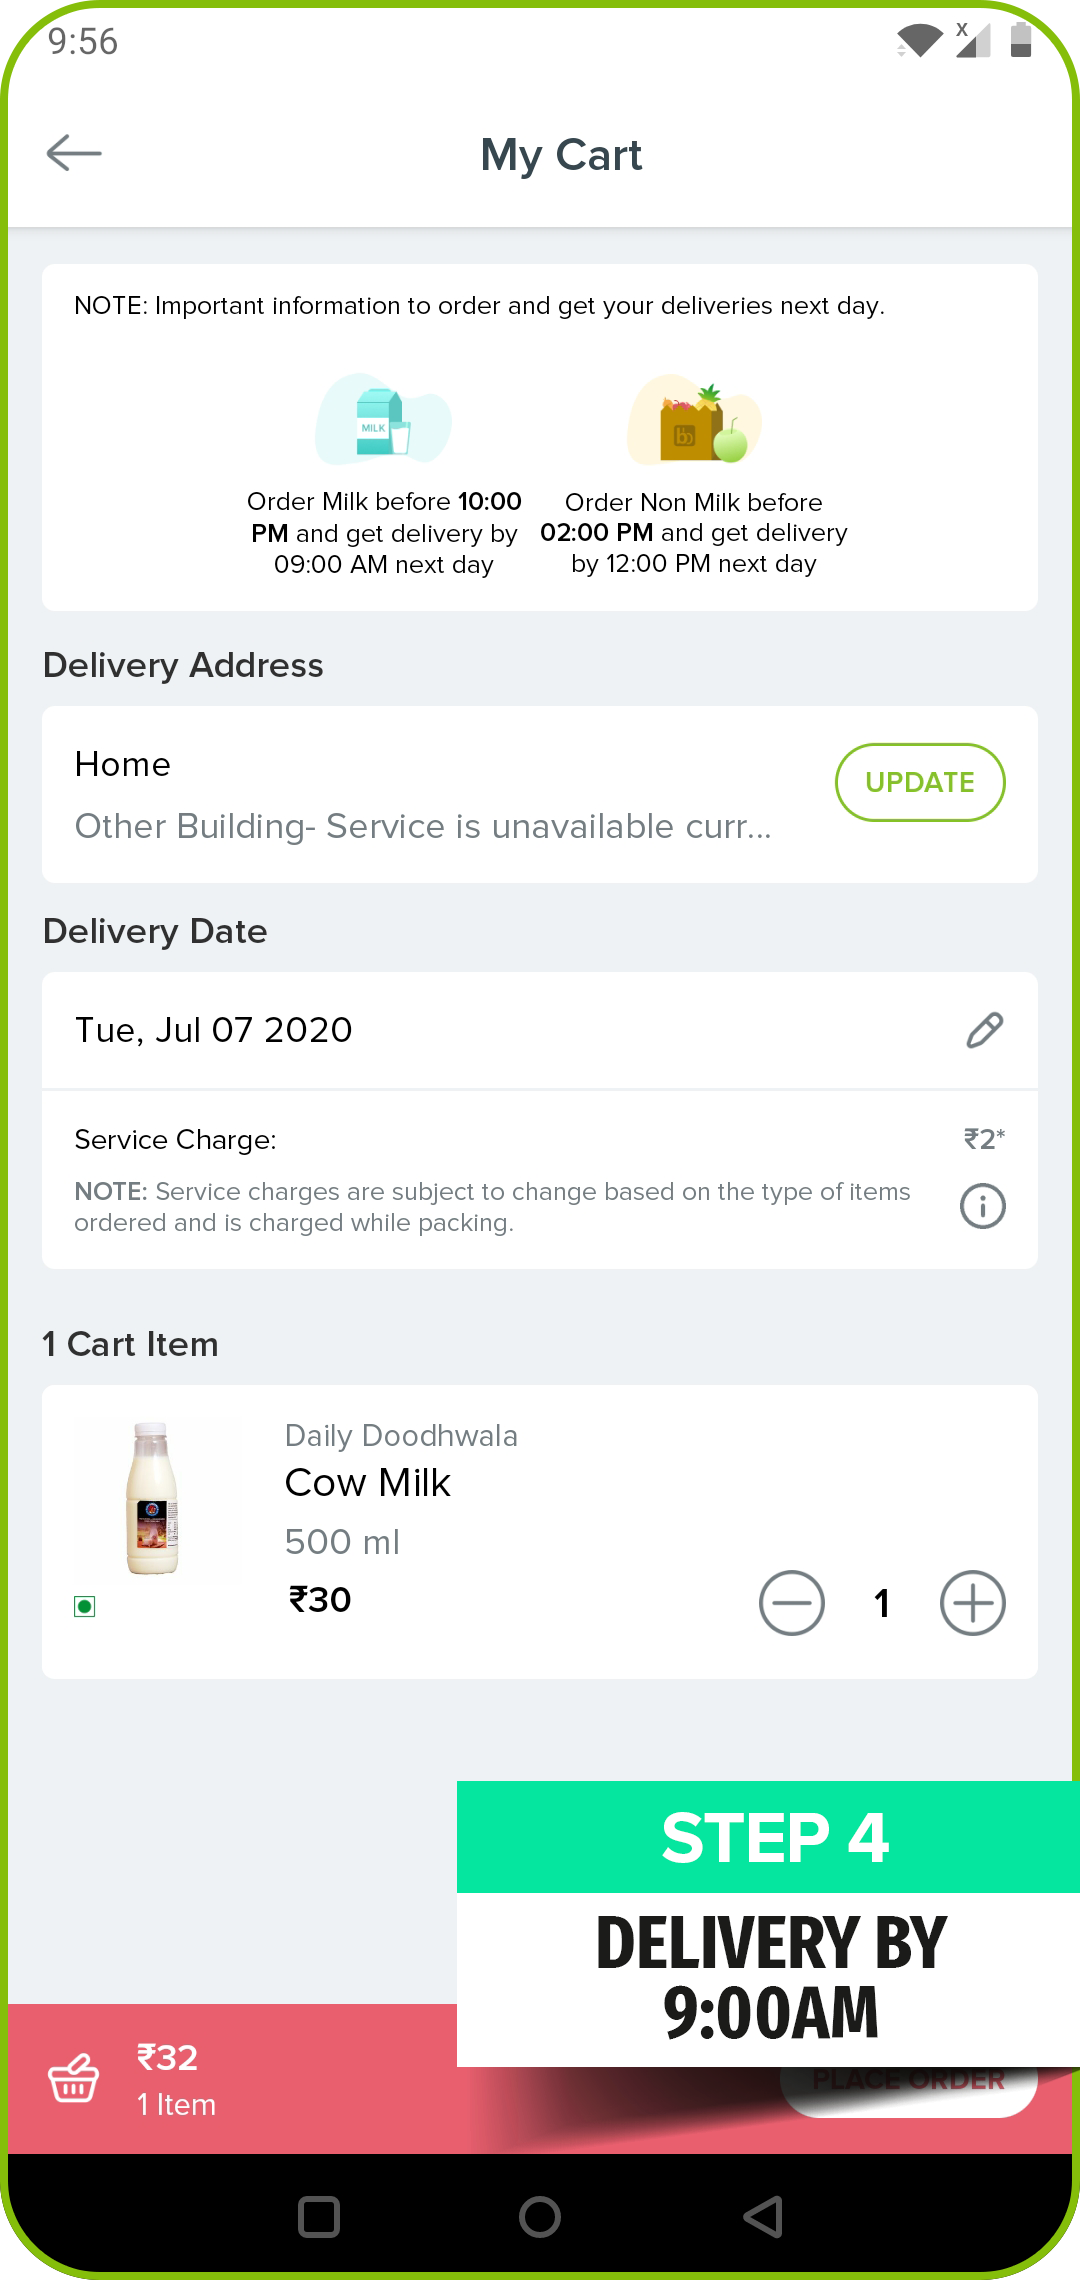 9:56
X
My Cart
NOTE: Important information to order and get your deliveries next day.
MILK
bb
Order Milk before 10:00
PM and get delivery by
09:00 AM next day
Order Non Milk before
02:00 PM and get delivery
by 12:00 PM next day
Delivery Address
Home
UPDATE
Other Building- Service is unavailable curr...
Delivery Date
Tue, Jul 07 2020
Service Charge:
₹2*
NOTE: Service charges are subject to change based on the type of items
ordered and is charged while packing.
1 Cart Item
Daily Doodhwala
Cow Milk
500 ml
₹30
1
STEP 4
DELIVERY BY
9:00AM
₹32
1 Item
PLACE ORDER